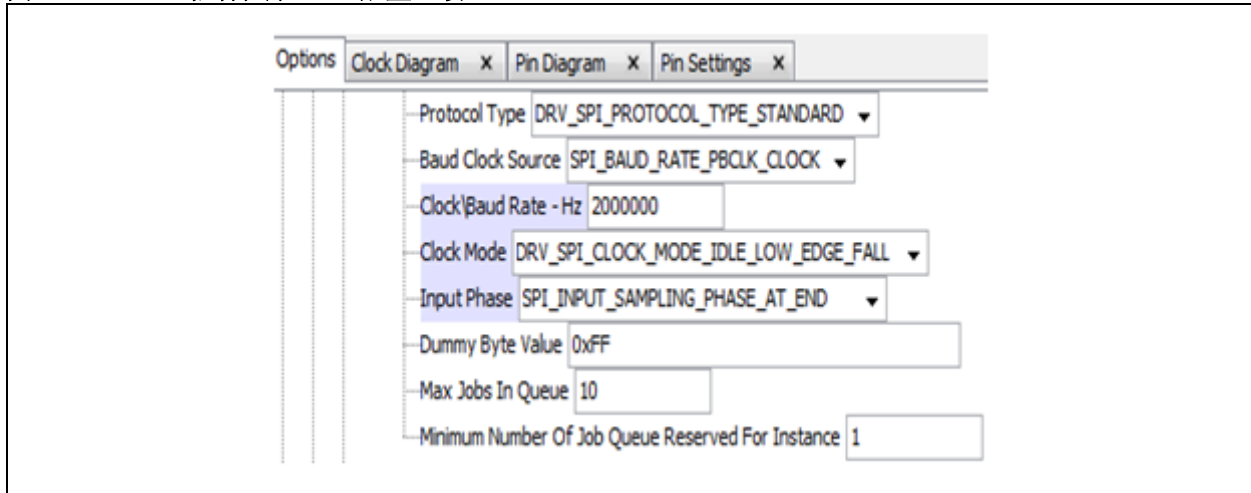 Options Clock Diagram x Pin Diagram x Pin Settings x
Protocol Type DRV_SPI_PROTOCOL_TYPE_STANDARD
Baud Clock Source SPI_BAUD_RATE_PBCLK_CLOCK
Clock\Baud Rate - Hz 2000000
Clock Mode DRV_SPI_CLOCK_MODE_IDLE_LOW_EDGE_FALL
Input Phase SPI_INPUT_SAMPLING_PHASE_AT_END
Dummy Byte Value 0xFF
Max Jobs In Queue 10
Minimum Number Of Job Queue Reserved For Instance 1